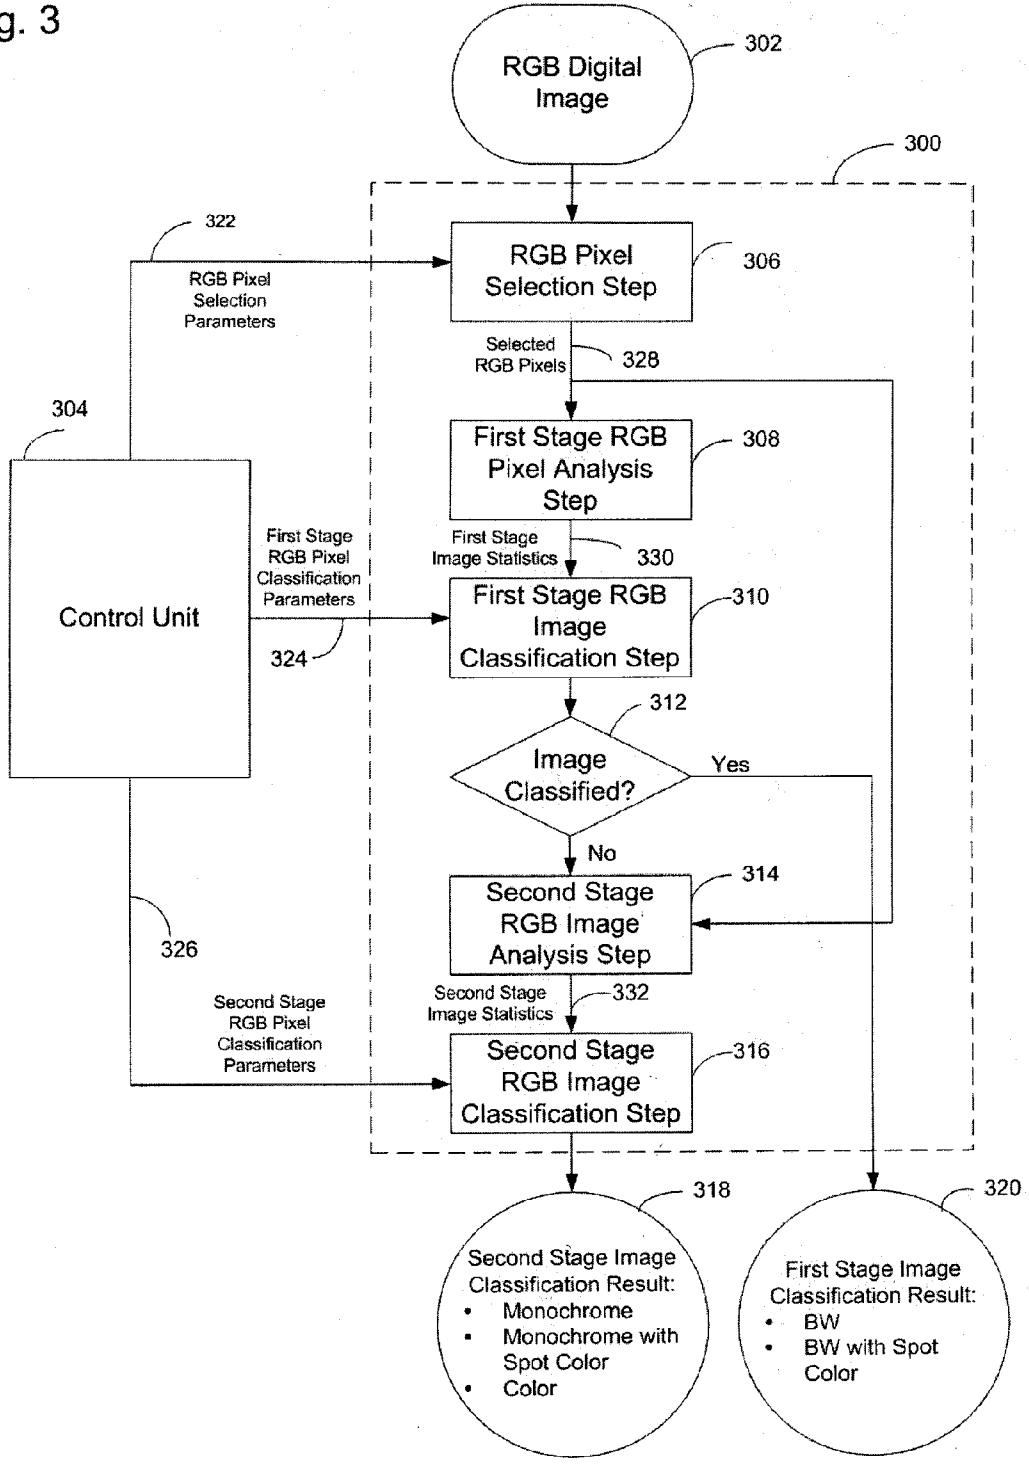 g. 3
RGB Digital
Image
302
300
322
RGB Pixel
Selection
Parameters
RGB Pixel
Selection Step
306
Selected
RGB Pixels
328
304
First Stage RGB
Pixel Analysis
Step
308
First Stage
Image Statistics
330
Control Unit
First Stage
RGB Pixel
Classification
Parameters
324
First Stage RGB
Image
Classification Step
310
312
Image
Classified?
Yes
No
Second Stage
RGB Image
Analysis Step
314
326
Second Stage
Image Statistics
332
Second Stage
RGB Pixel
Classification
Parameters
Second Stage
RGB Image
Classification Step
316
318
Second Stage Image
Classification Result:
• Monochrome
• Monochrome with
Spot Color
• Color
320
First Stage Image
Classification Result:
• BW
• BW with Spot
Color